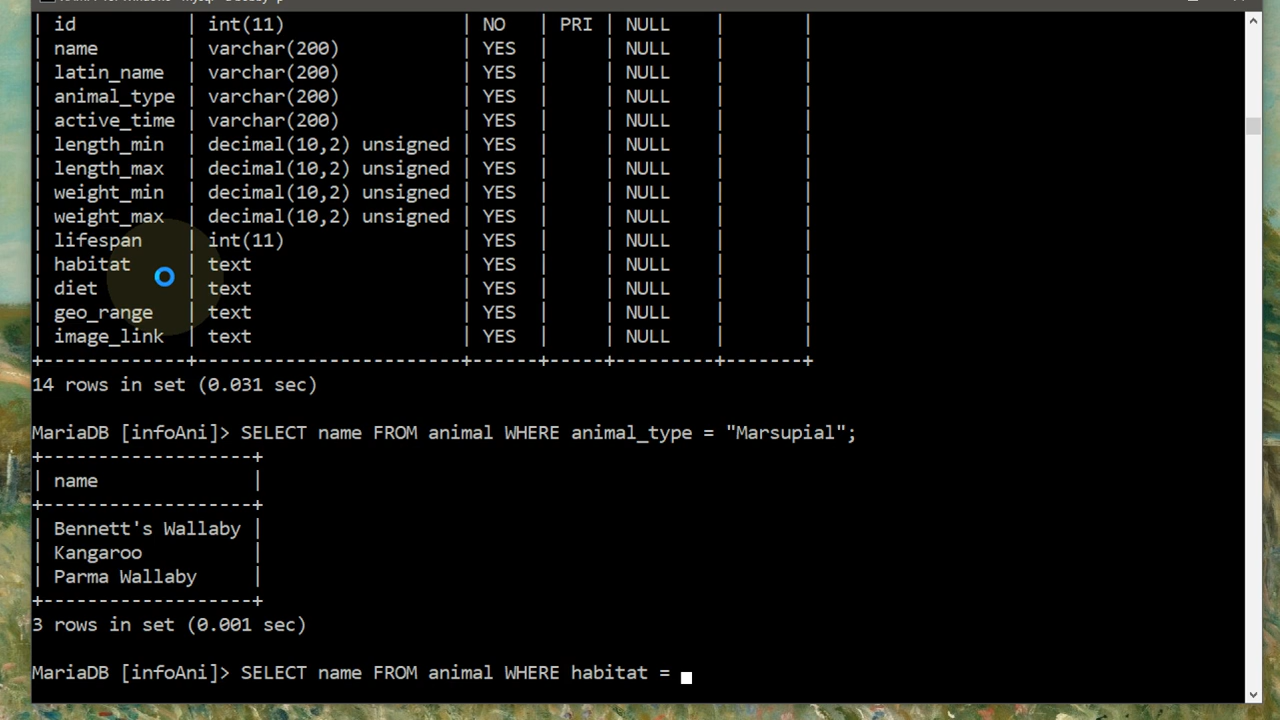 | id | int(11) | NO | PRI | NULL | |
| name | varchar(200) | YES | | NULL | |
| latin_name | varchar(200) | YES | | NULL | |
| animal_type | varchar(200) | YES | | NULL | |
| active_time | varchar(200) | YES | | NULL | |
| length_min | decimal(10,2) unsigned | YES | | NULL | |
| length_max | decimal(10,2) unsigned | YES | | NULL | |
| weight_min | decimal(10,2) unsigned | YES | | NULL | |
| weight_max | decimal(10,2) unsigned | YES | | NULL | |
| lifespan | int(11) | YES | | NULL | |
| habitat | text | YES | | NULL | |
| diet | text | YES | | NULL | |
| geo_range | text | YES | | NULL | |
| image_link | text | YES | | NULL | |
+-------------+------------------------+------+-----+---------+-------+
14 rows in set (0.031 sec)
MariaDB [infoAni]> SELECT name FROM animal WHERE animal_type = "Marsupial";
+-------------------+
| name |
+-------------------+
| Bennett's Wallaby |
| Kangaroo |
| Parma Wallaby |
+-------------------+
3 rows in set (0.001 sec)
MariaDB [infoAni]> SELECT name FROM animal WHERE habitat =